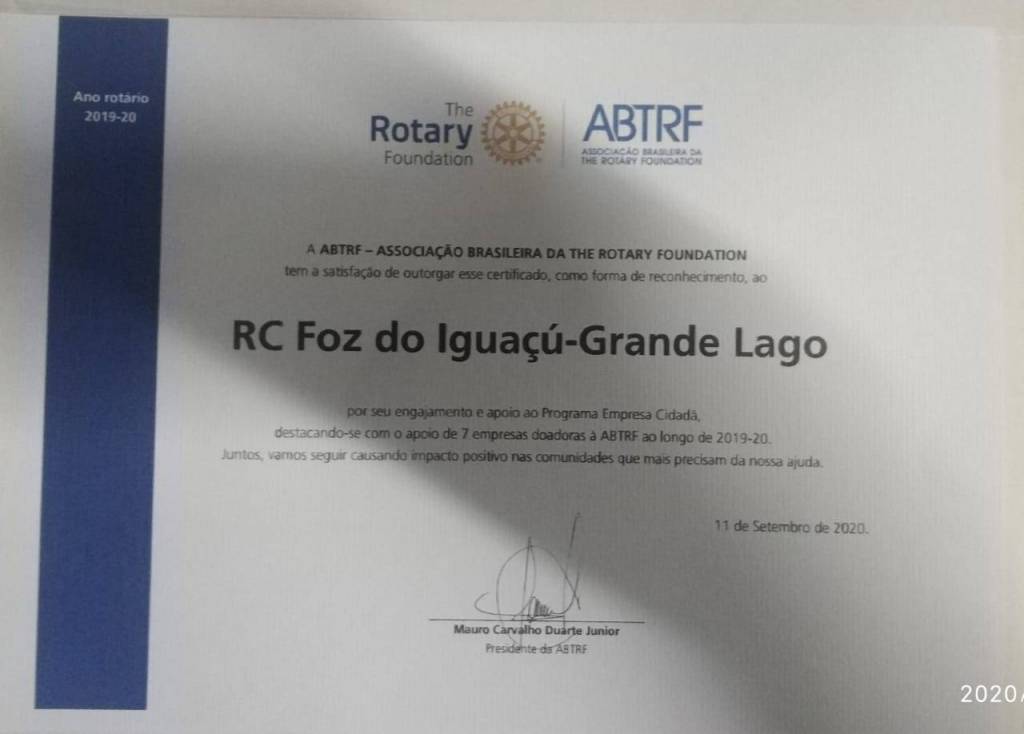 Ano rotário
2019-20
The
Rotary
Foundation
ABTRF
ASSOCIAÇÃO BRASILEIRA DA
THE ROTARY FOUNDATION
A ABTRF – ASSOCIAÇÃO BRASILEIRA DA THE ROTARY FOUNDATION
tem a satisfação de outorgar esse certificado, como forma de reconhecimento, ao
RC Foz do Iguaçú-Grande Lago
por seu engajamento e apoio ao Programa Empresa Cidadã,
destacando-se com o apoio de 7 empresas doadoras à ABTRF ao longo de 2019-20.
Juntos, vamos seguir causando impacto positivo nas comunidades que mais precisam da nossa ajuda.
11 de Setembro de 2020.
Mauro Carvalho Duarte Junior
Presidente da ABTRF
2020/